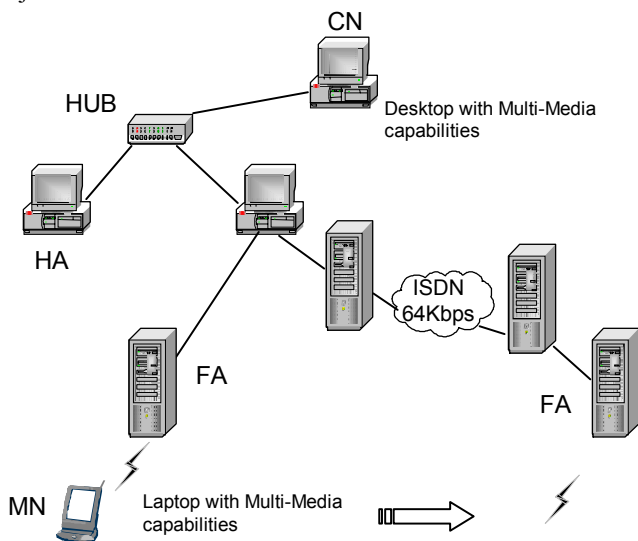 CN
HUB
Desktop with Multi-Media
capabilities
HA
ISDN
64Kbps
FA
FA
MN
Laptop with Multi-Media
capabilities